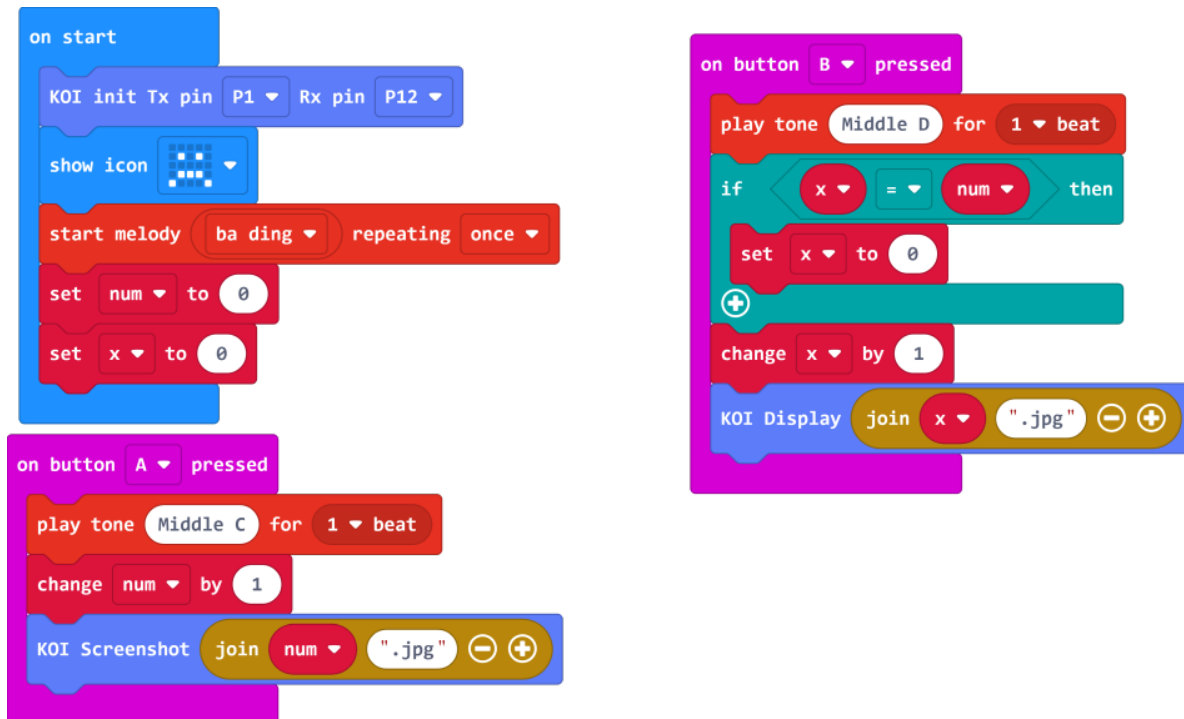 on start
KOI init Tx pin P1 Rx pin P12
show icon
start melody ba ding repeating once
set num to 0
set x to 0
on button A pressed
play tone Middle C for 1 beat
change num by 1
KOI Screenshot join num ".jpg"
on button B pressed
play tone Middle D for 1 beat
if x = num then
set x to 0
change x by 1
KOI Display join x ".jpg"